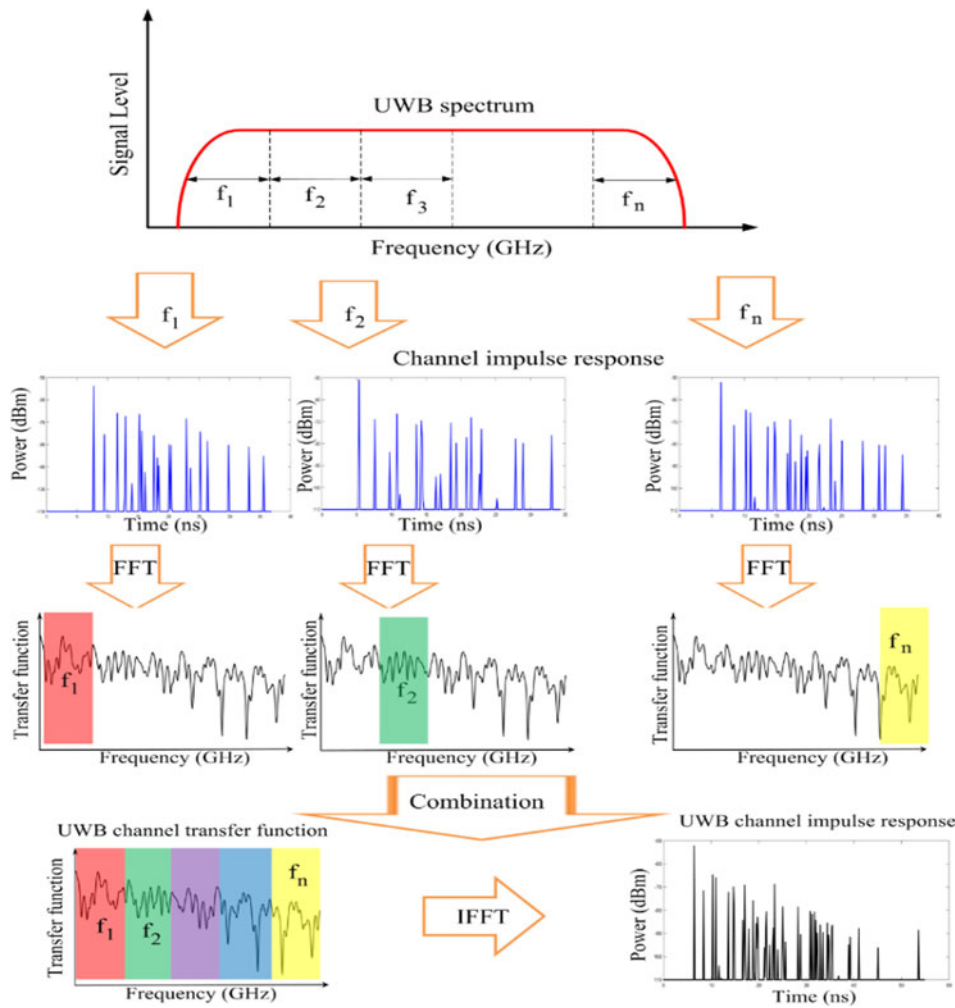 Signal Level
UWB spectrum
f1
f2
f3
fn
Frequency (GHz)
f1
f2
fn
Channel impulse response
Power (dBm)
Time (ns)
Power (dBm)
Time (ns)
Power (dBm)
Time (ns)
FFT
FFT
FFT
Transfer function
f1
Frequency (GHz)
Transfer function
f2
Frequency (GHz)
Transfer function
fn
Frequency (GHz)
Combination
UWB channel transfer function
UWB channel impulse response
Transfer function
f1
f2
fn
Frequency (GHz)
IFFT
Power (dBm)
Time (ns)